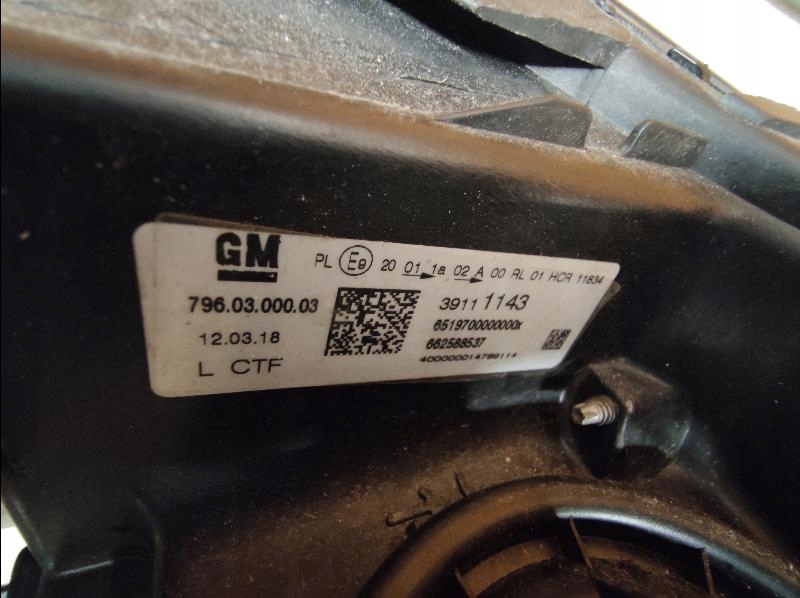 GM
PL E8 20 01 1a 02 A 00 RL 01 HCR 11834
796.03.000.03
12.03.18
L CTF
39111143
651970000000X
662588537
400000014789114